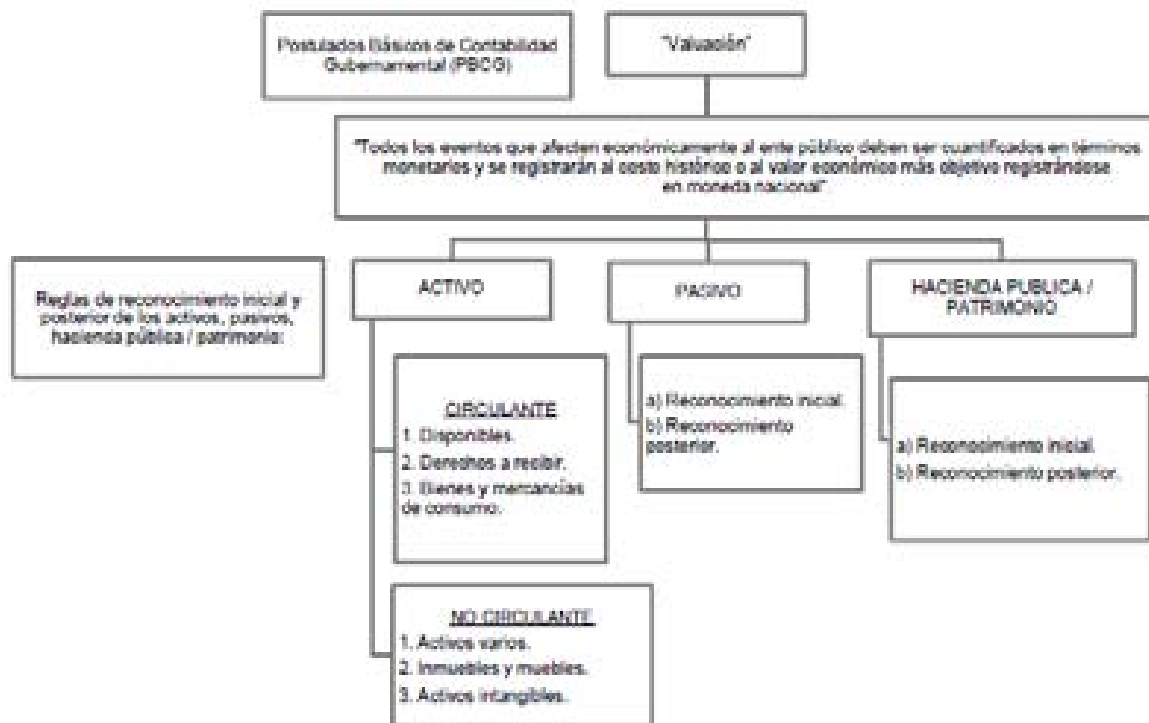 Postulados Básicos de Contabilidad
Gubernamental (PBCG)
"Valuación"
"Todos los eventos que afecten económicamente al ente público deben ser cuantificados en términos
monetarios y se registrarán al costo histórico o al valor económico más objetivo registrándose
en moneda nacional"
Reglas de reconocimiento inicial y
posterior de los activos, pasivos,
hacienda pública / patrimonio:
ACTIVO
PASIVO
HACIENDA PUBLICA /
PATRIMONIO
CIRCULANTE
1. Disponibles.
2. Derechos a recibir.
3. Bienes y mercancías
de consumo.
a) Reconocimiento inicial.
b) Reconocimiento
posterior.
a) Reconocimiento inicial.
b) Reconocimiento posterior.
NO CIRCULANTE
1. Activos varios.
2. Inmuebles y muebles.
3. Activos intangibles.